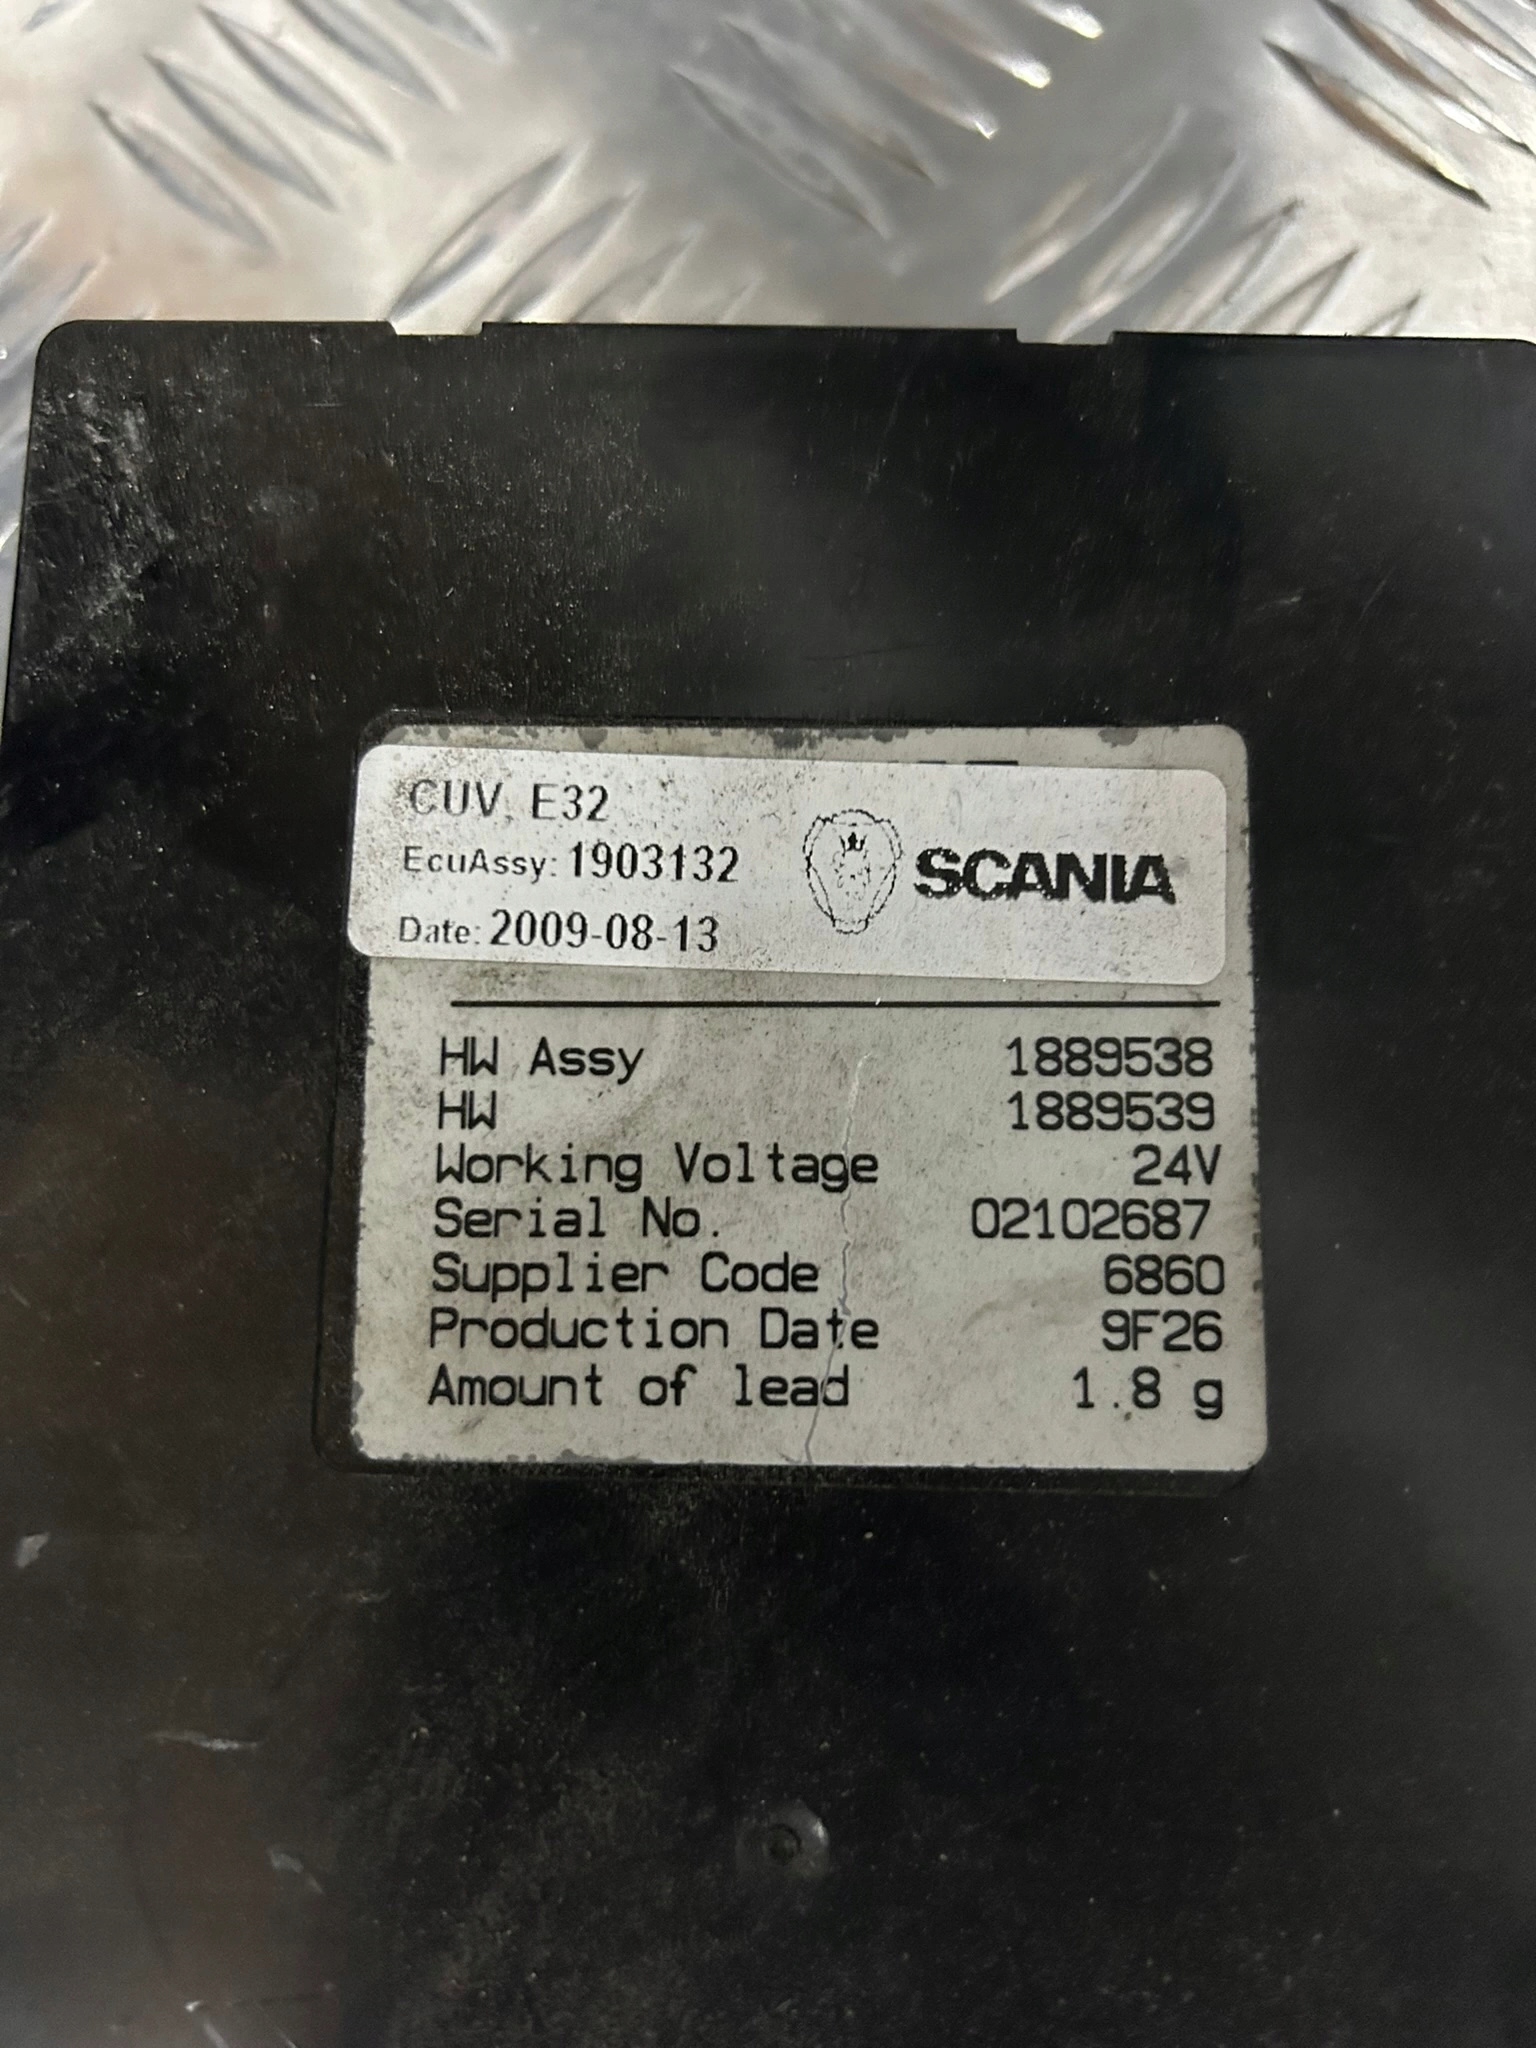 CUV, E32
EcuAssy: 1903132
SCANIA
Date: 2009-08-13
HW Assy 1889538
HW 1889539
Working Voltage 24V
Serial No. 02102687
Supplier Code 6860
Production Date 9F26
Amount of lead 1.8 g